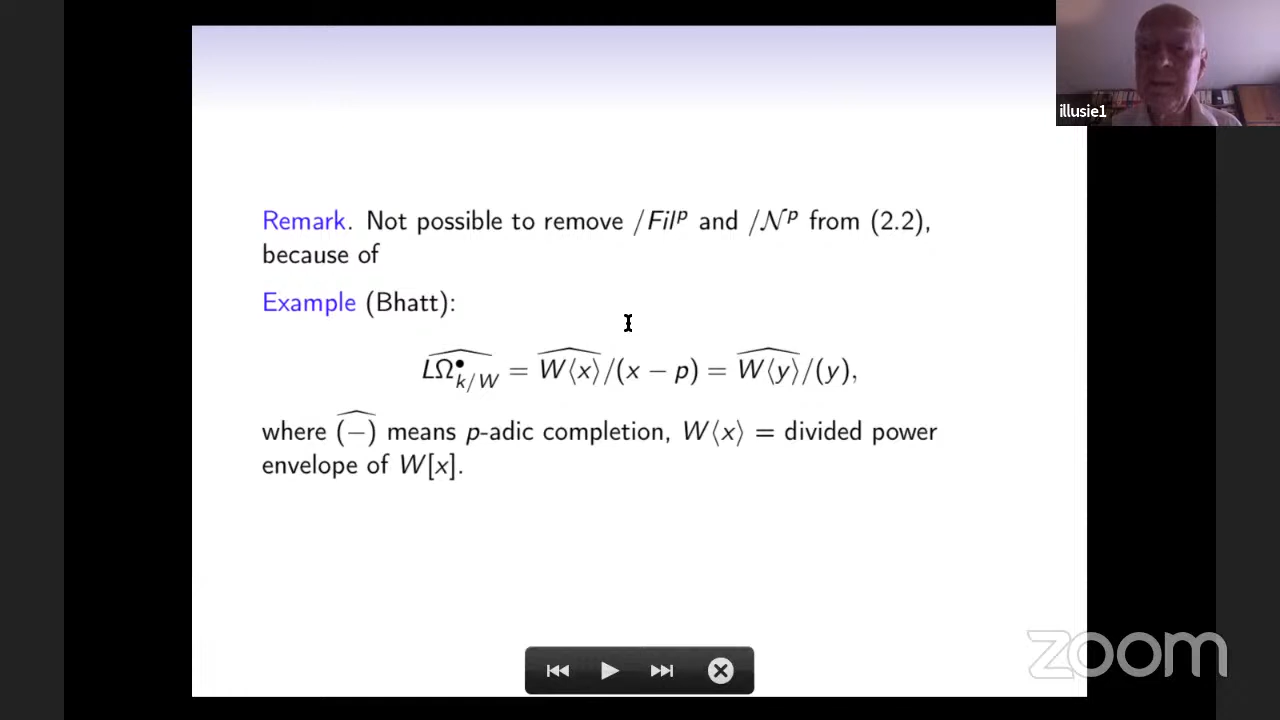 illusie1
Remark. Not possible to remove /Fil^p and /𝒩^p from (2.2),
because of
Example (Bhatt):
\widehat{LΩ^•_{k/W}} = \widehat{W⟨x⟩}/(x − p) = \widehat{W⟨y⟩}/(y),
where \widehat{(−)} means p-adic completion, W⟨x⟩ = divided power
envelope of W[x].
zoom